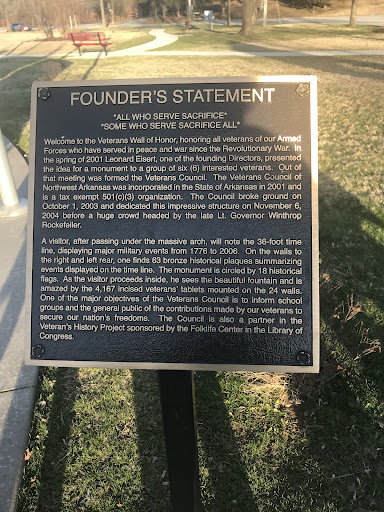 FOUNDER'S STATEMENT
"ALL WHO SERVE SACRIFICE"
"SOME WHO SERVE SACRIFICE ALL"
Welcome to the Veterans Wall of Honor, honoring all veterans of our Armed
Forces who have served in peace and war since the Revolutionary War. In
the spring of 2001 Leonard Eisert, one of the founding Directors, presented
the idea for a monument to a group of six (6) interested veterans. Out of
that meeting was formed the Veterans Council. The Veterans Council of
Northwest Arkansas was incorporated in the State of Arkansas in 2001 and
is a tax exempt 501(c)(3) organization. The Council broke ground on
October 1, 2003 and dedicated this impressive structure on November 6,
2004 before a huge crowd headed by the late Lt. Governor Winthrop
Rockefeller.
A visitor, after passing under the massive arch, will note the 36-foot time
line, displaying major military events from 1776 to 2006. On the walls to
the right and left rear, one finds 63 bronze historical plaques summarizing
events displayed on the time line. The monument is circled by 18 historical
flags. As the visitor proceeds inside, he sees the beautiful fountain and is
amazed by the 4,167 incised veterans' tablets mounted on the 24 walls.
One of the major objectives of the Veterans Council is to inform school
groups and the general public of the contributions made by our veterans to
secure our nation's freedoms. The Council is also a partner in the
Veteran's History Project sponsored by the Folklife Center in the Library of
Congress.